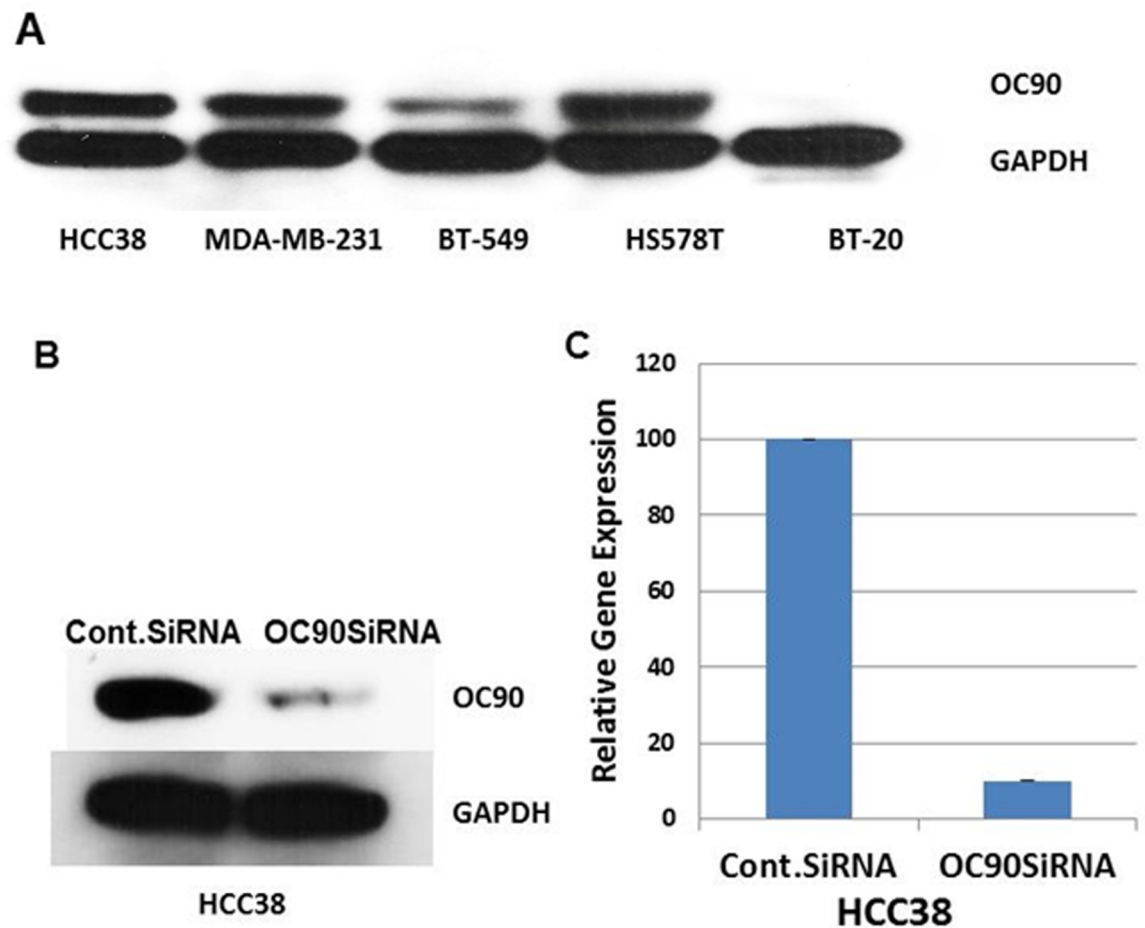 A
OC90
GAPDH
HCC38 MDA-MB-231 BT-549 HS578T BT-20
B
Cont.SiRNA OC90SiRNA
OC90
GAPDH
HCC38
C
Relative Gene Expression
120
100
80
60
40
20
0
Cont.SiRNA OC90SiRNA
HCC38